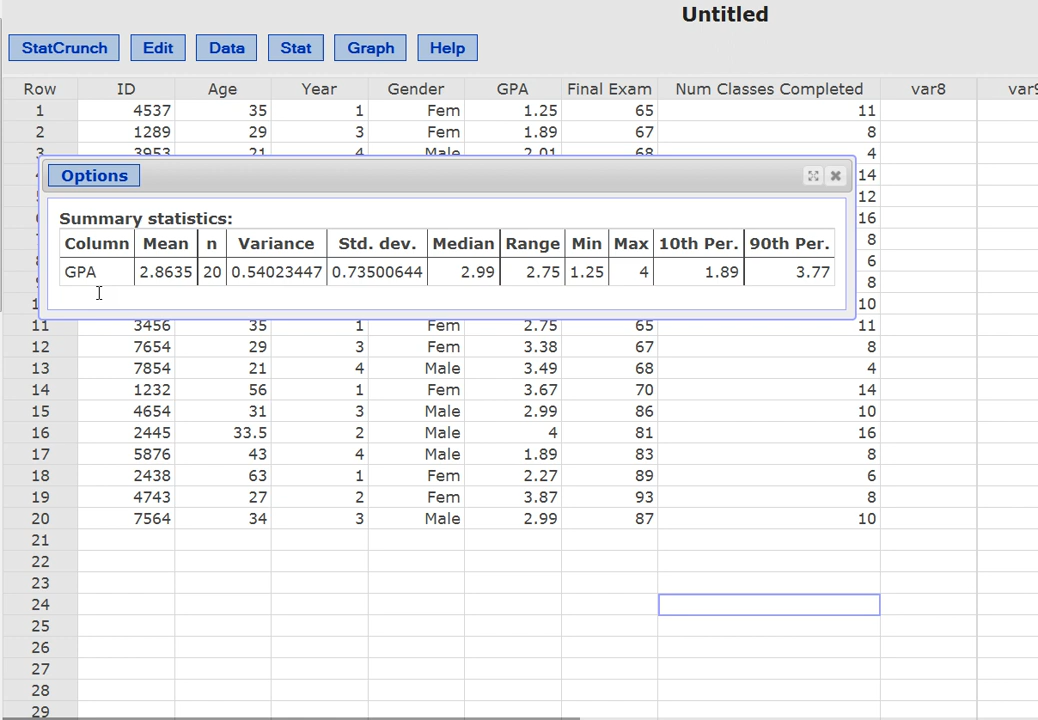 Untitled
StatCrunch Edit Data Stat Graph Help
Row ID Age Year Gender GPA Final Exam Num Classes Completed var8 var9
1 4537 35 1 Fem 1.25 65 11
2 1289 29 3 Fem 1.89 67 8
3 3953 21 4 Male 2.01 68 4
Options 14
12
Summary statistics: 16
Column Mean n Variance Std. dev. Median Range Min Max 10th Per. 90th Per. 8
6
GPA 2.8635 20 0.54023447 0.73500644 2.99 2.75 1.25 4 1.89 3.77
8
10
11 3456 35 1 Fem 2.75 65 11
12 7654 29 3 Fem 3.38 67 8
13 7854 21 4 Male 3.49 68 4
14 1232 56 1 Fem 3.67 70 14
15 4654 31 3 Male 2.99 86 10
16 2445 33.5 2 Male 4 81 16
17 5876 43 4 Male 1.89 83 8
18 2438 63 1 Fem 2.27 89 6
19 4743 27 2 Fem 3.87 93 8
20 7564 34 3 Male 2.99 87 10
21
22
23
24
25
26
27
28
29